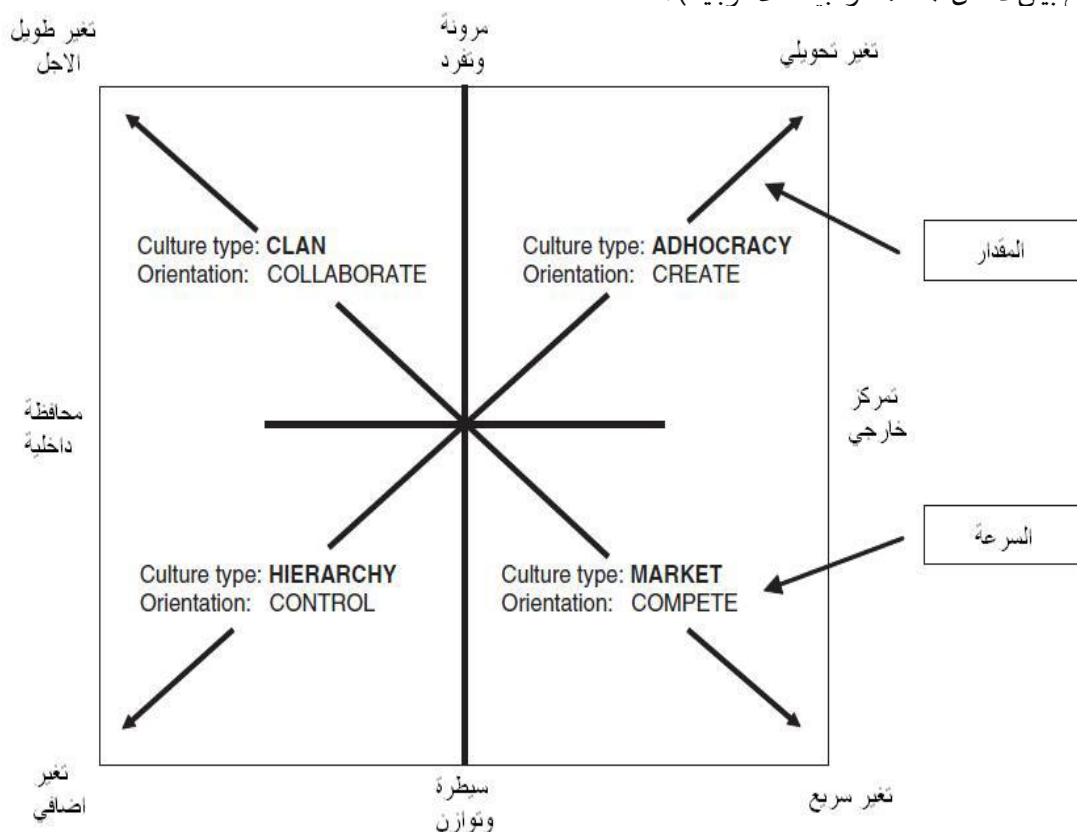 تغير طويل
الاجل
مرونة
وتفرد
تغير تحويلي
المقدار
Culture type: CLAN
Orientation: COLLABORATE
Culture type: ADHOCRACY
Orientation: CREATE
محافظة
داخلية
تمركز
خارجي
السرعة
Culture type: HIERARCHY
Orientation: CONTROL
Culture type: MARKET
Orientation: COMPETE
تغير
اضافي
سيطرة
وتوازن
تغير سريع